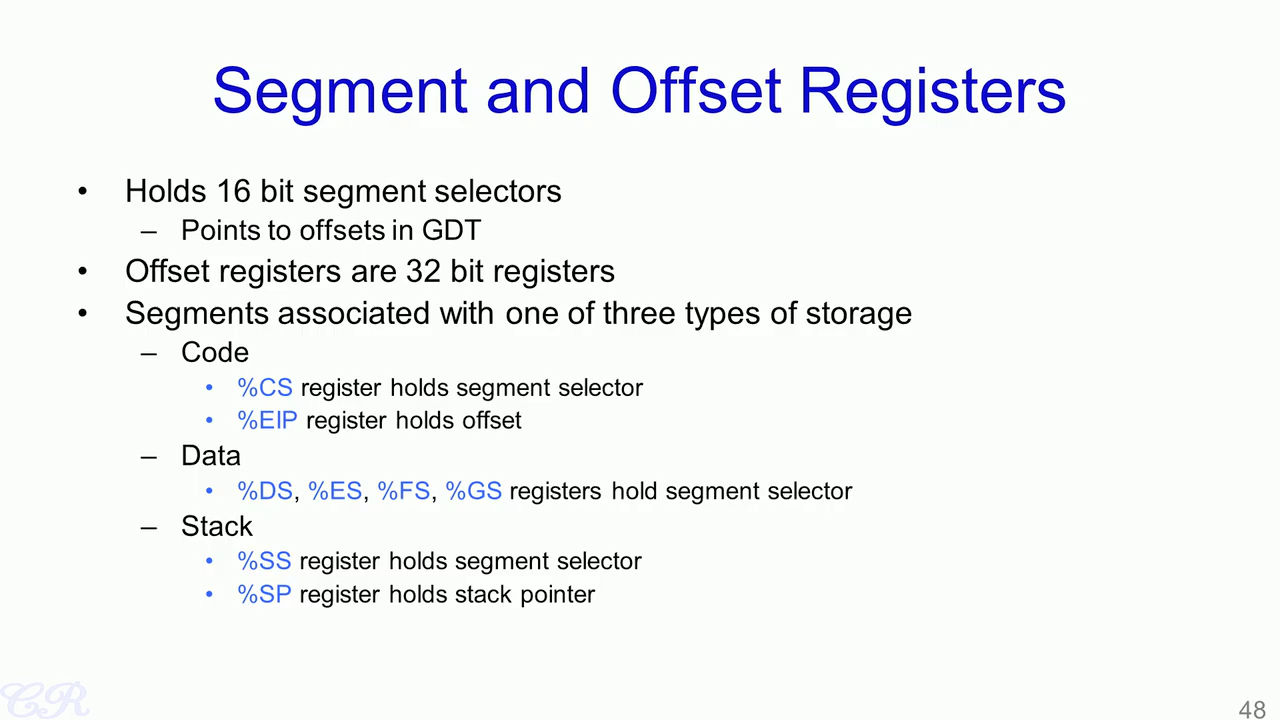 Segment and Offset Registers
• Holds 16 bit segment selectors
– Points to offsets in GDT
• Offset registers are 32 bit registers
• Segments associated with one of three types of storage
– Code
• %CS register holds segment selector
• %EIP register holds offset
– Data
• %DS, %ES, %FS, %GS registers hold segment selector
– Stack
• %SS register holds segment selector
• %SP register holds stack pointer
CR
48